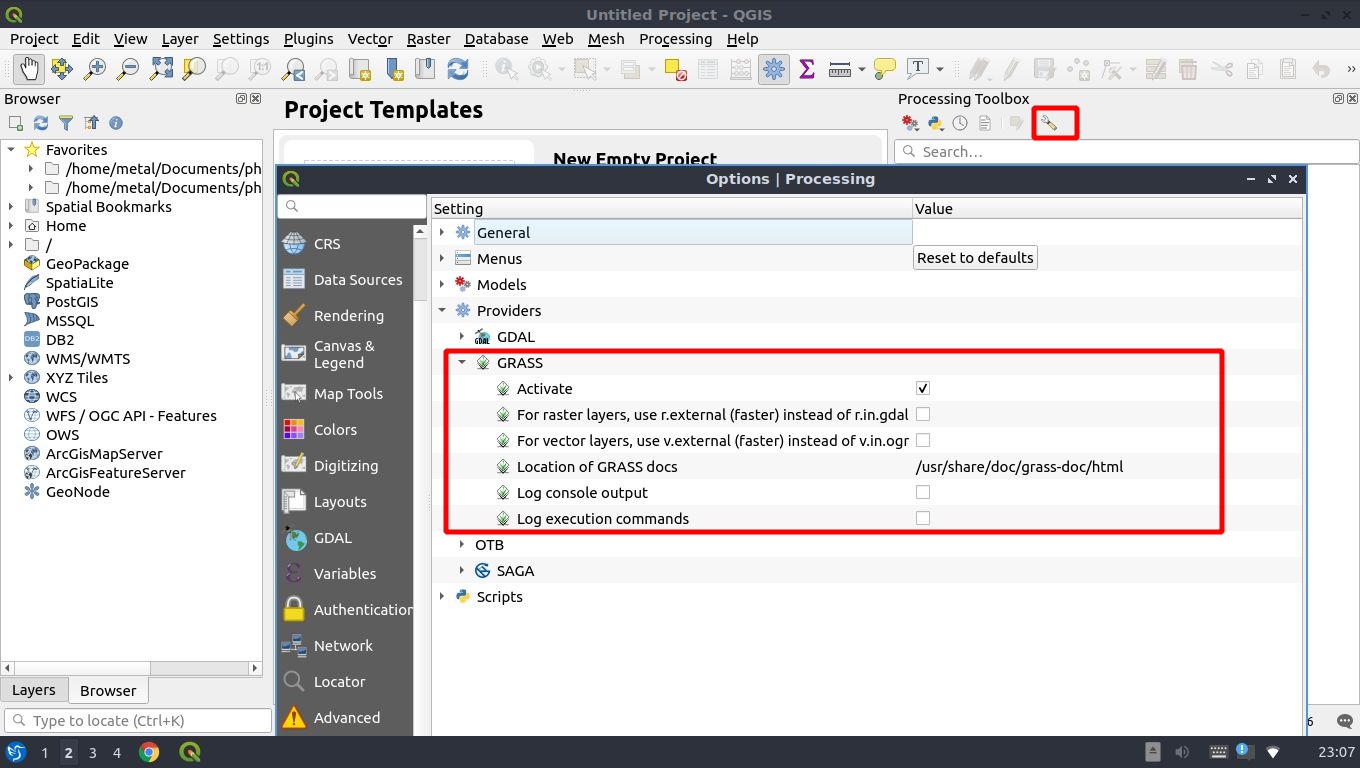 Untitled Project - QGIS
Project Edit View Layer Settings Plugins Vector Raster Database Web Mesh Processing Help
1:1
T
»
Browser
Favorites
/home/metal/Documents/ph
/home/metal/Documents/ph
Spatial Bookmarks
Home
/
GeoPackage
SpatiaLite
PostGIS
MSSQL
DB2
DB2
WMS/WMTS
XYZ Tiles
WCS
WFS / OGC API - Features
OWS
ArcGisMapServer
ArcGisFeatureServer
GeoNode
Layers Browser
Type to locate (Ctrl+K)
Project Templates
New Empty Project
Processing Toolbox
Search...
Options | Processing
CRS
Data Sources
Rendering
Canvas &
Legend
Map Tools
Colors
Digitizing
Layouts
GDAL
Variables
Authentication
Network
Locator
Advanced
Setting Value
General
Menus Reset to defaults
Models
Providers
GDAL
GDAL
GRASS
Activate
For raster layers, use r.external (faster) instead of r.in.gdal
For vector layers, use v.external (faster) instead of v.in.ogr
Location of GRASS docs /usr/share/doc/grass-doc/html
Log console output
Log execution commands
OTB
SAGA
Scripts
6
1 2 3 4
23:07